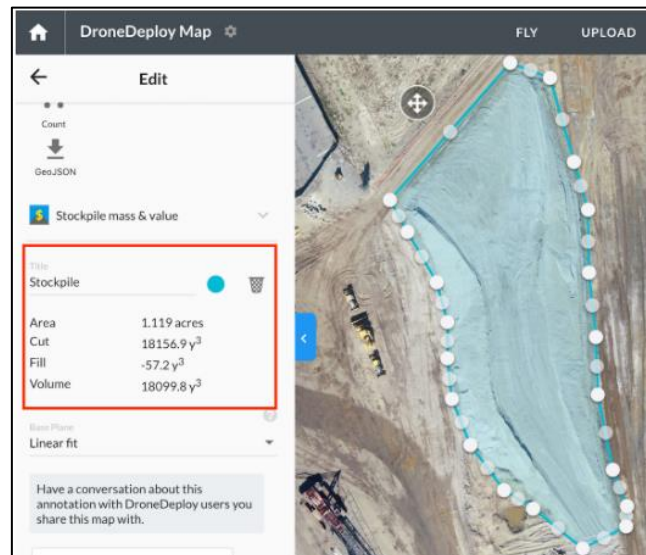 DroneDeploy Map
FLY UPLOAD
Edit
Count
GeoJSON
Stockpile mass & value
Title
Stockpile
Area 1.119 acres
Cut 18156.9 y³
Fill -57.2 y³
Volume 18099.8 y³
Base Plane
Linear fit
Have a conversation about this
annotation with DroneDeploy users you
share this map with.